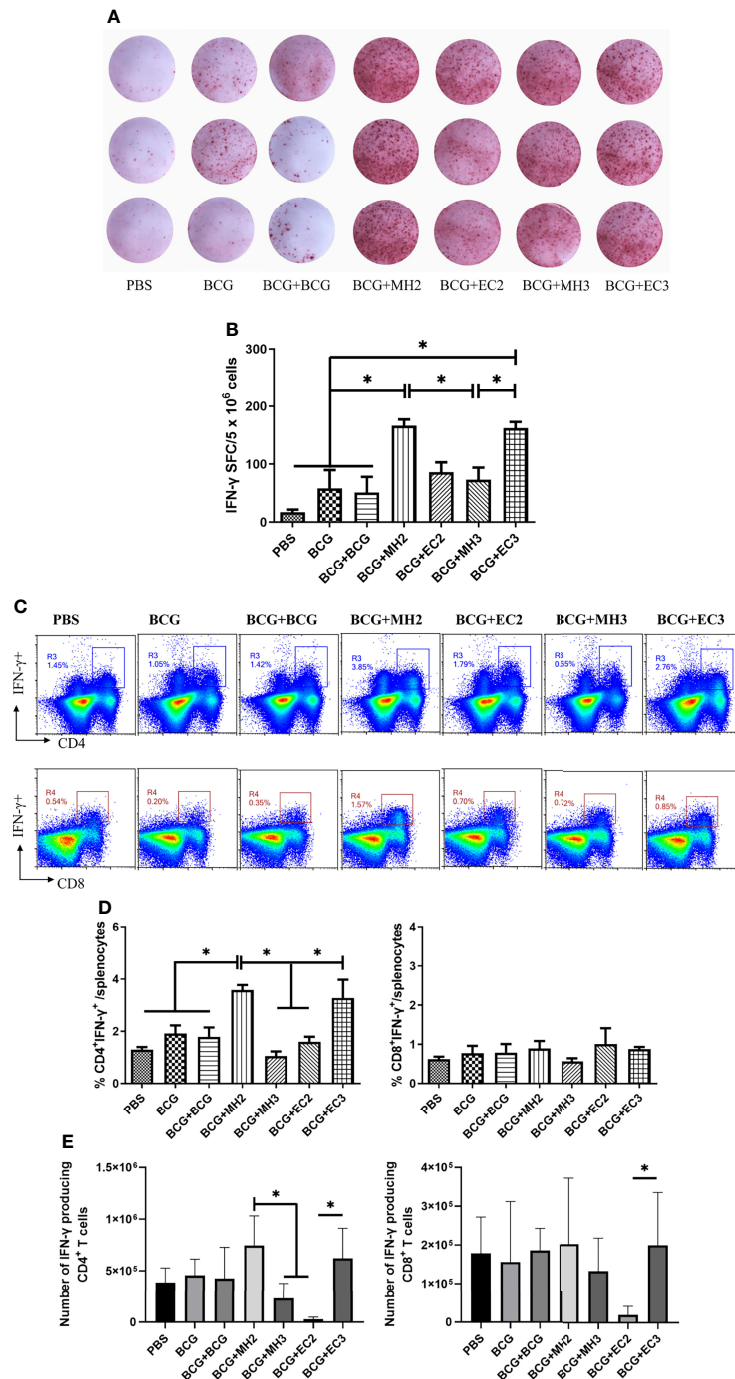 A
PBS BCG BCG+BCG BCG+MH2 BCG+EC2 BCG+MH3 BCG+EC3
B
IFN-γ SFC/5 x 10⁶ cells
300
200
100
0
* * * *
PBS BCG BCG+BCG BCG+MH2 BCG+EC2 BCG+MH3 BCG+EC3
C
PBS BCG BCG+BCG BCG+MH2 BCG+EC2 BCG+MH3 BCG+EC3
IFN-γ+
R3 R3 R3 R3 R3 R3 R3
1.45% 1.05% 1.42% 3.85% 1.79% 0.55% 2.76%
CD4
IFN-γ+
R4 R4 R4 R4 R4 R4 R4
0.54% 0.20% 0.35% 1.57% 0.70% 0.85%
CD8
D
% CD4⁺IFN-γ⁺ /splenocytes
6
4
2
0
* * *
PBS BCG BCG+BCG BCG+MH2 BCG+MH3 BCG+EC2 BCG+EC3
% CD8⁺IFN-γ⁺/splenocytes
6
4
2
0
PBS BCG BCG+BCG BCG+MH2 BCG+MH3 BCG+EC2 BCG+EC3
E
Number of IFN-γ producing
CD4⁺ T cells
1.5×10⁶
1×10⁶
5×10⁵
0
* *
PBS BCG BCG+BCG BCG+MH2 BCG+MH3 BCG+EC2 BCG+EC3
Number of IFN-γ producing
CD8⁺ T cells
4×10⁵
3×10⁵
2×10⁵
1×10⁵
0
*
PBS BCG BCG+BCG BCG+MH2 BCG+MH3 BCG+EC2 BCG+EC3